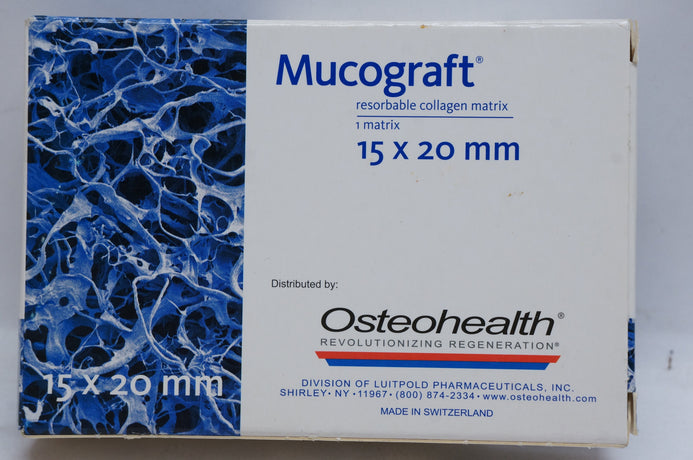 Mucograft®
resorbable collagen matrix
1 matrix
15 x 20 mm
Distributed by:
Osteohealth®
REVOLUTIONIZING REGENERATION®
15 x 20 mm
DIVISION OF LUITPOLD PHARMACEUTICALS, INC.
SHIRLEY • NY • 11967 • (800) 874-2334 • www.osteohealth.com
MADE IN SWITZERLAND